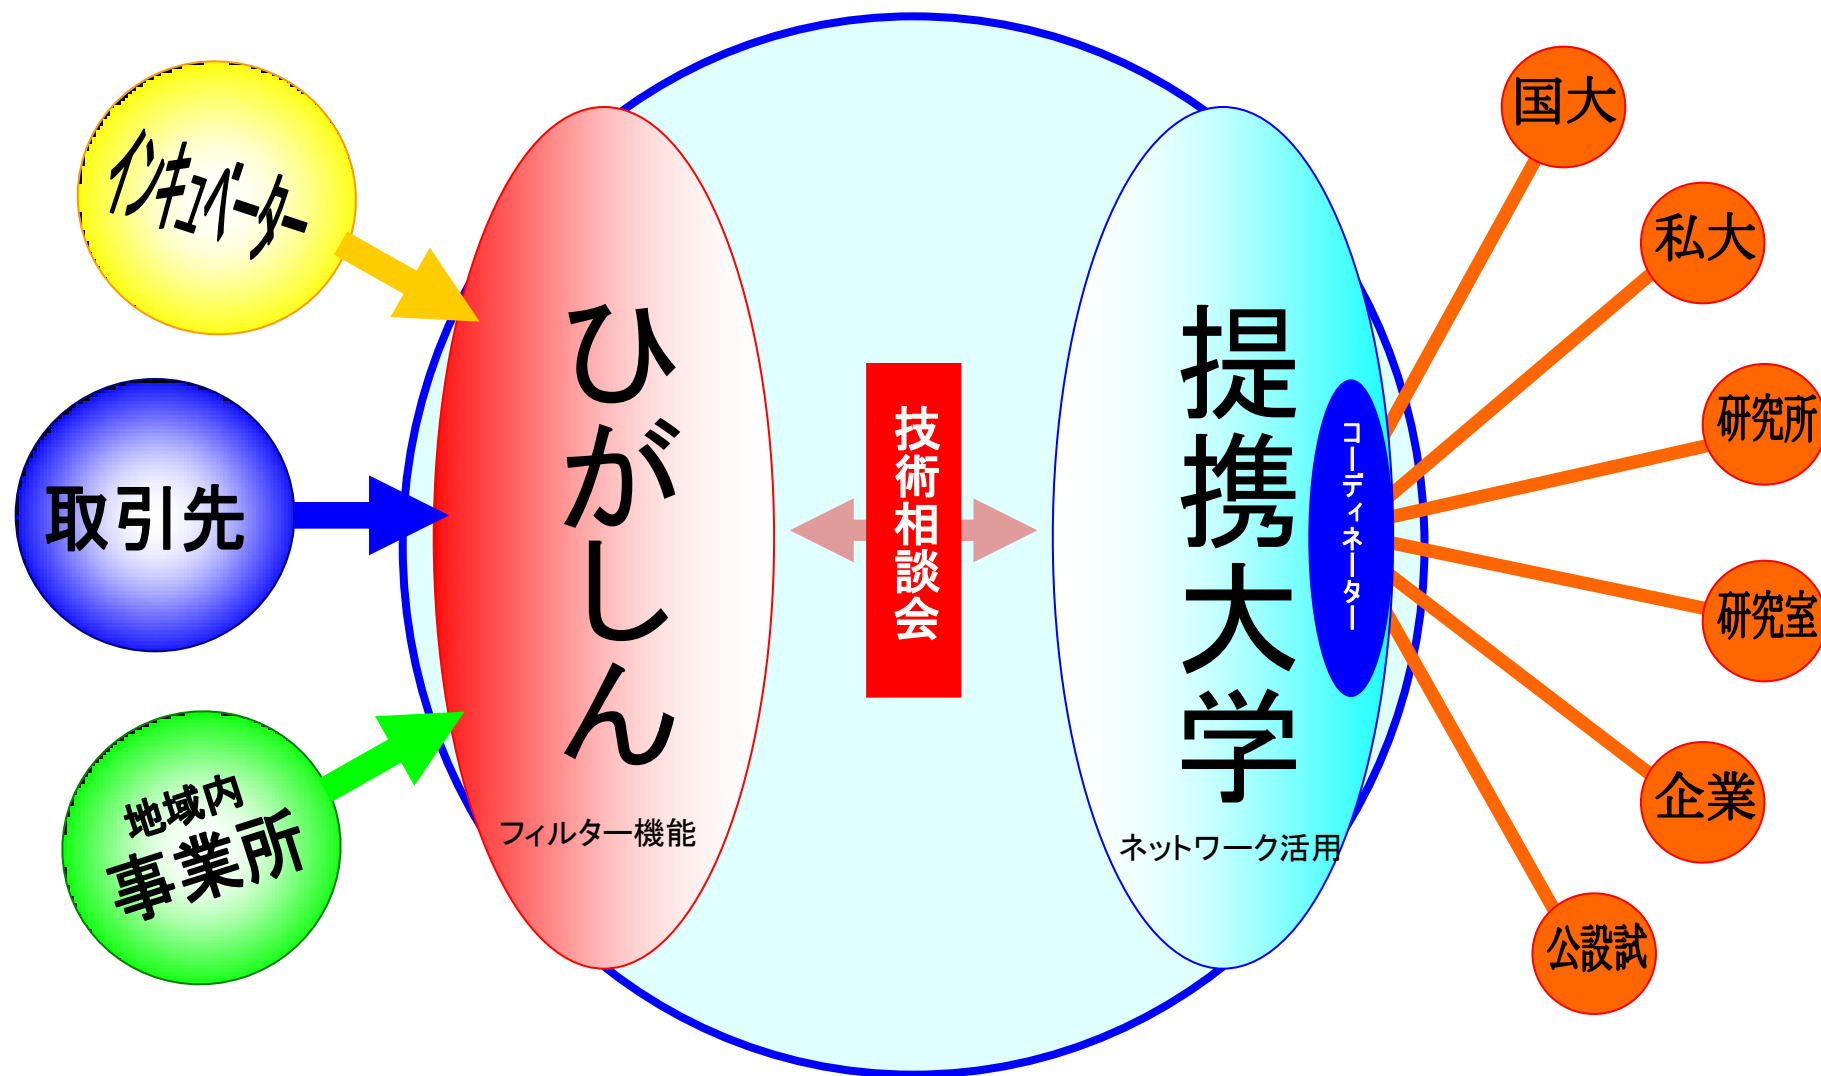 インキュベーター
取引先
地域内
事業所
ひがしん
フィルター機能
技術相談会
提携大学
ネットワーク活用
コーディネーター
国大
私大
研究所
研究室
企業
公設試